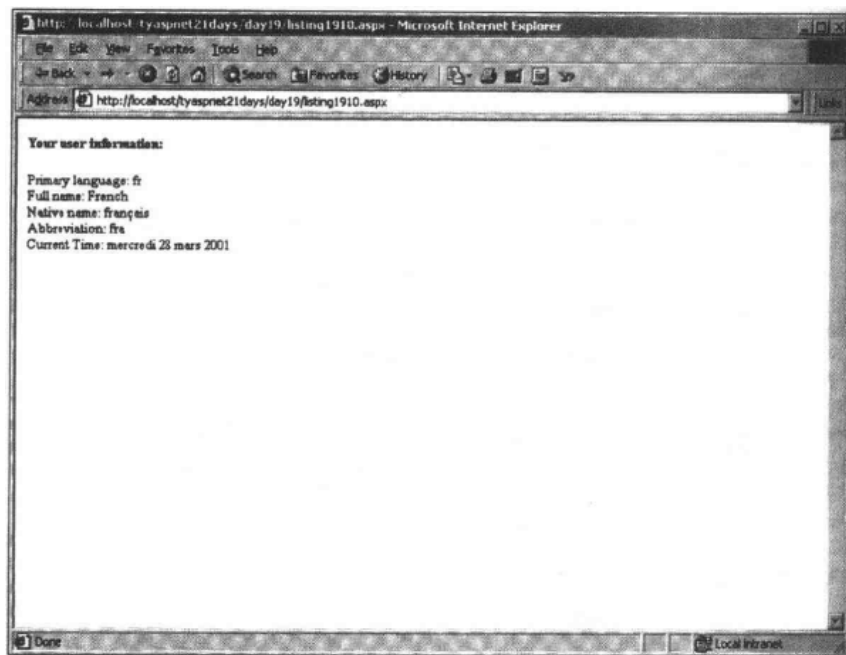 http://localhost/tyaspnet21days/day19/listing1910.aspx - Microsoft Internet Explorer
File Edit View Favorites Tools Help
Back Search Favorites History
Address http://localhost/tyaspnet21days/day19/listing1910.aspx Links
Your user information:
Primary language: fr
Full name: French
Native name: français
Abbreviation: fra
Current Time: mercredi 28 mars 2001
Done Local intranet